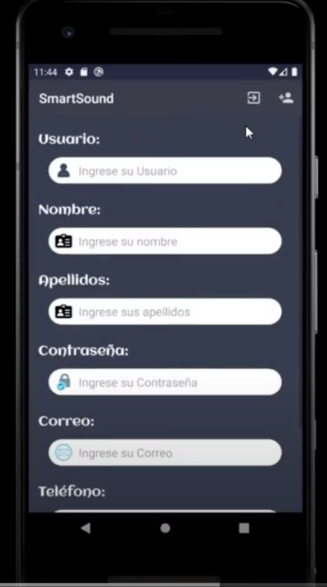 11:44
SmartSound
Usuario:
Ingrese su Usuario
Nombre:
Ingrese su nombre
Apellidos:
Ingrese sus apellidos
Contraseña:
Ingrese su Contraseña
Correo:
Ingrese su Correo
Teléfono: